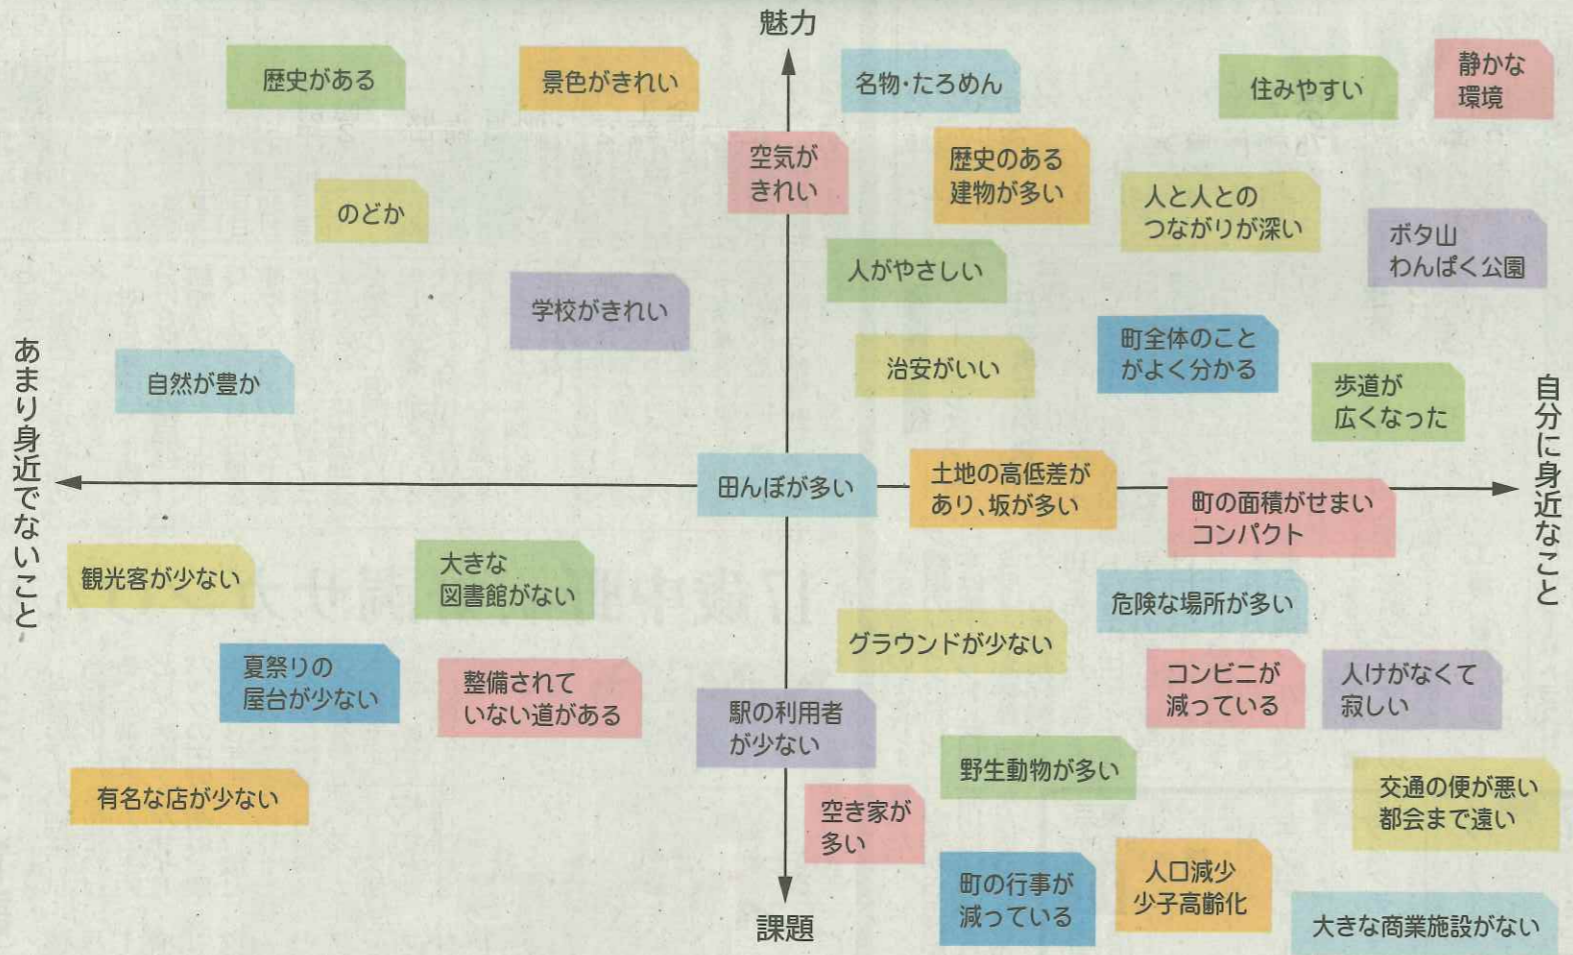 魅力
歴史がある
景色がきれい
名物・たろめん
住みやすい
静かな
環境
空気が
きれい
歴史のある
建物が多い
人と人との
つながりが深い
のどか
ボタ山
わんぱく公園
人がやさしい
学校がきれい
町全体のこと
がよく分かる
治安がいい
自然が豊か
歩道が
広くなった
あまり身近でないこと
自分に身近なこと
田んぼが多い
土地の高低差が
あり、坂が多い
町の面積がせまい
コンパクト
観光客が少ない
大きな
図書館がない
危険な場所が多い
グラウンドが少ない
夏祭りの
屋台が少ない
整備されて
いない道がある
コンビニが
減っている
人けがなくて
寂しい
駅の利用者
が少ない
野生動物が多い
有名な店が少ない
空き家が
多い
交通の便が悪い
都会まで遠い
町の行事が
減っている
人口減少
少子高齢化
大きな商業施設がない
課題